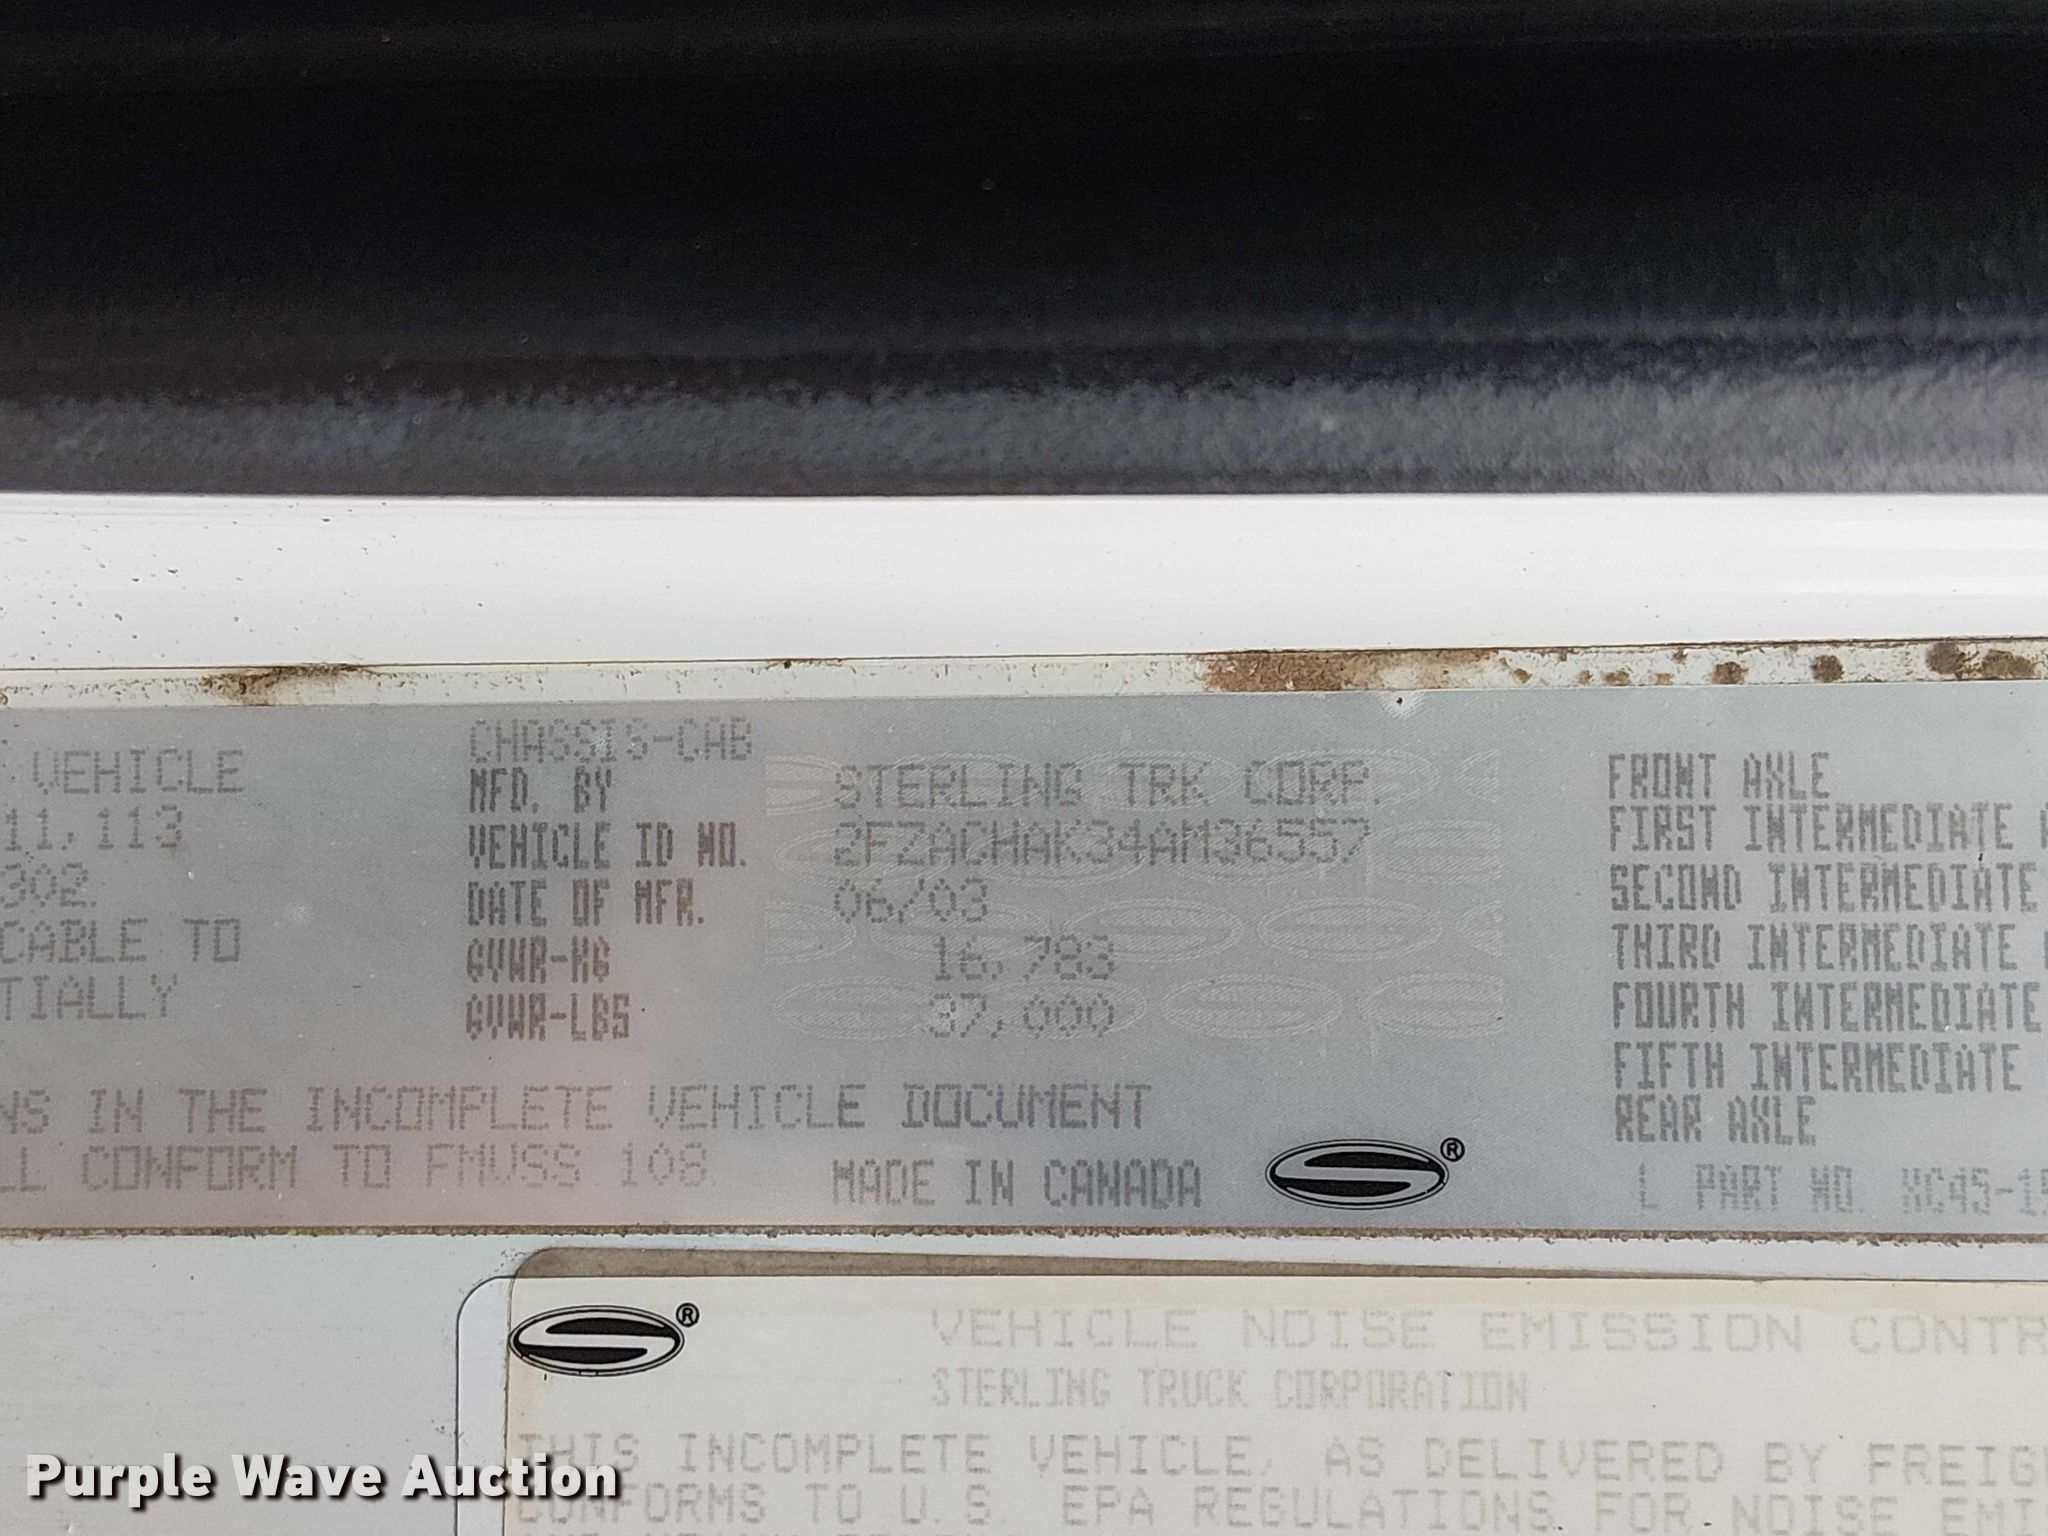 CHASSIS-CAB
VEHICLE
11,113
302.
CABLE TO
TIALLY
MFD. BY STERLING TRK CORP.
VEHICLE ID NO. 2FZACHAK34AM36557
DATE OF MFR. 06/03
GVWR-KG 16,783
GVWR-LBS 37,000
NS IN THE INCOMPLETE VEHICLE DOCUMENT
LL CONFORM TO FMVSS 108.
MADE IN CANADA
®
FRONT AXLE
FIRST INTERMEDIATE
SECOND INTERMEDIATE
THIRD INTERMEDIATE
FOURTH INTERMEDIATE
FIFTH INTERMEDIATE
REAR AXLE
L PART NO. XC45-15
®
VEHICLE NOISE EMISSION CONTR
STERLING TRUCK CORPORATION
THIS INCOMPLETE VEHICLE, AS DELIVERED BY FREIG
CONFORMS TO U.S. EPA REGULATIONS FOR NOISE EMI
Purple Wave Auction